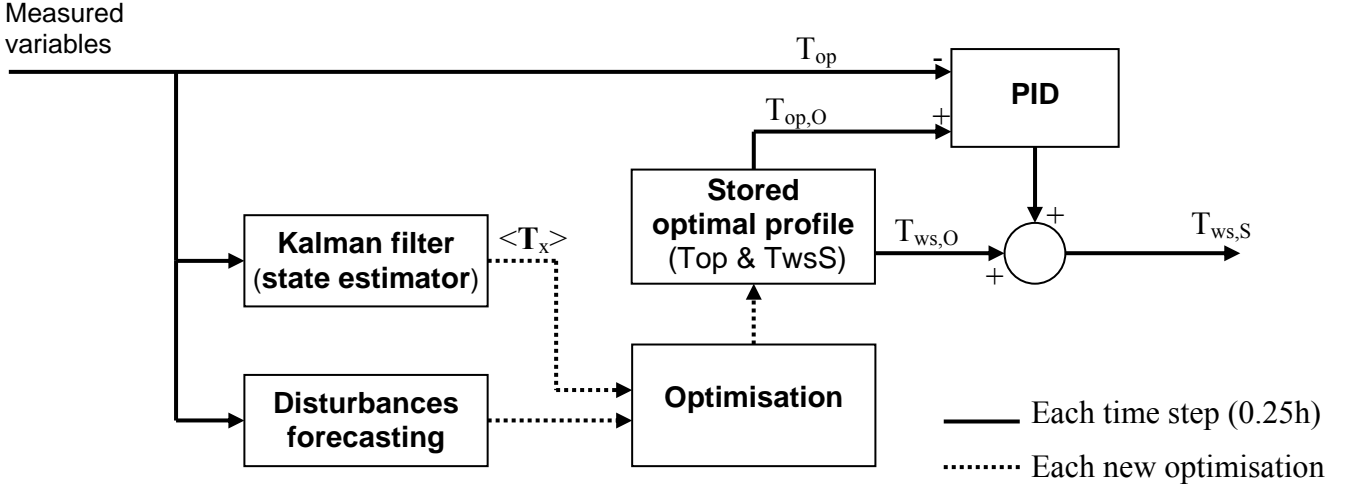 Measured
variables
T_op
-
PID
T_op,O
+
Stored
optimal profile
(Top & TwsS)
Kalman filter
(state estimator)
<T_x>
T_ws,O
+
+
T_ws,S
Optimisation
Disturbances
forecasting
Each time step (0.25h)
Each new optimisation